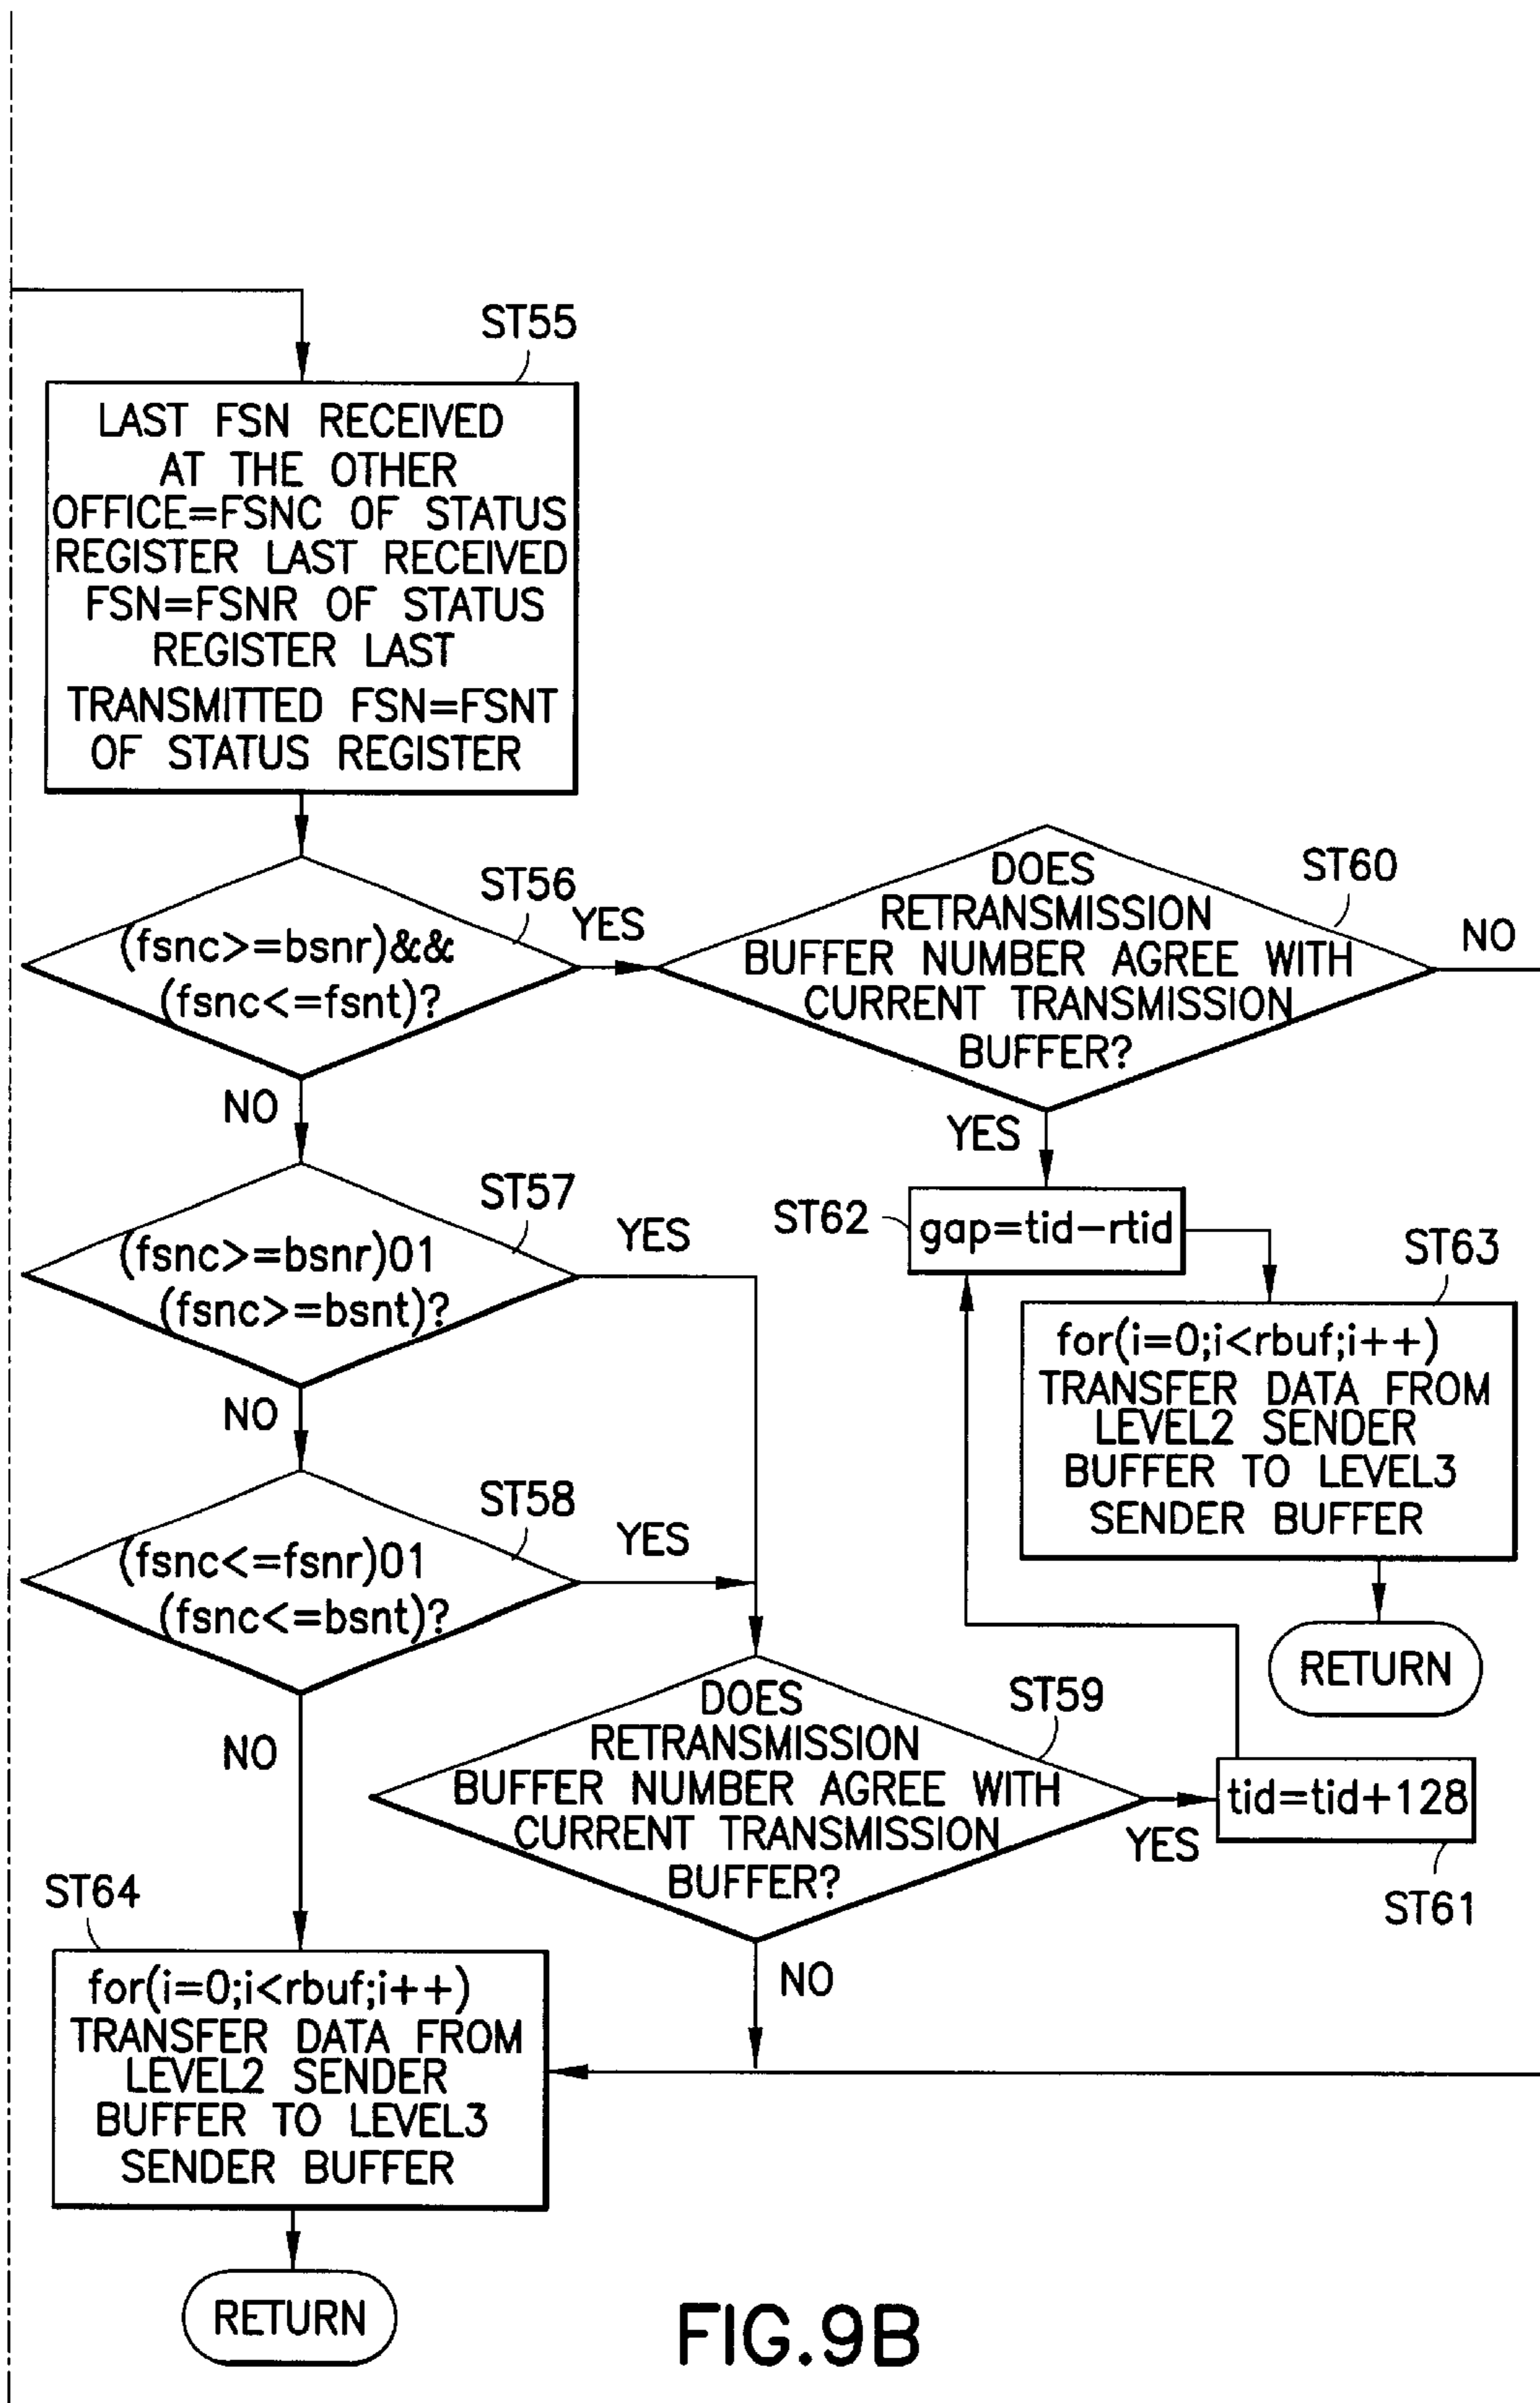 ST55
LAST FSN RECEIVED
AT THE OTHER
OFFICE=FSNC OF STATUS
REGISTER LAST RECEIVED
FSN=FSNR OF STATUS
REGISTER LAST
TRANSMITTED FSN=FSNT
OF STATUS REGISTER
ST56
(fsnc>=bsnr)&&
(fsnc<=fsnt)?
YES
NO
ST60
DOES
RETRANSMISSION
BUFFER NUMBER AGREE WITH
CURRENT TRANSMISSION
BUFFER?
NO
YES
ST57
(fsnc>=bsnr)01
(fsnc>=bsnt)?
YES
NO
ST62
gap=tid-rtid
ST63
for(i=0;i<rbuf;i++)
TRANSFER DATA FROM
LEVEL2 SENDER
BUFFER TO LEVEL3
SENDER BUFFER
RETURN
ST58
(fsnc<=fsnr)01
(fsnc<=bsnt)?
YES
NO
ST59
DOES
RETRANSMISSION
BUFFER NUMBER AGREE WITH
CURRENT TRANSMISSION
BUFFER?
YES
NO
tid=tid+128
ST61
ST64
for(i=0;i<rbuf;i++)
TRANSFER DATA FROM
LEVEL2 SENDER
BUFFER TO LEVEL3
SENDER BUFFER
RETURN
FIG.9B